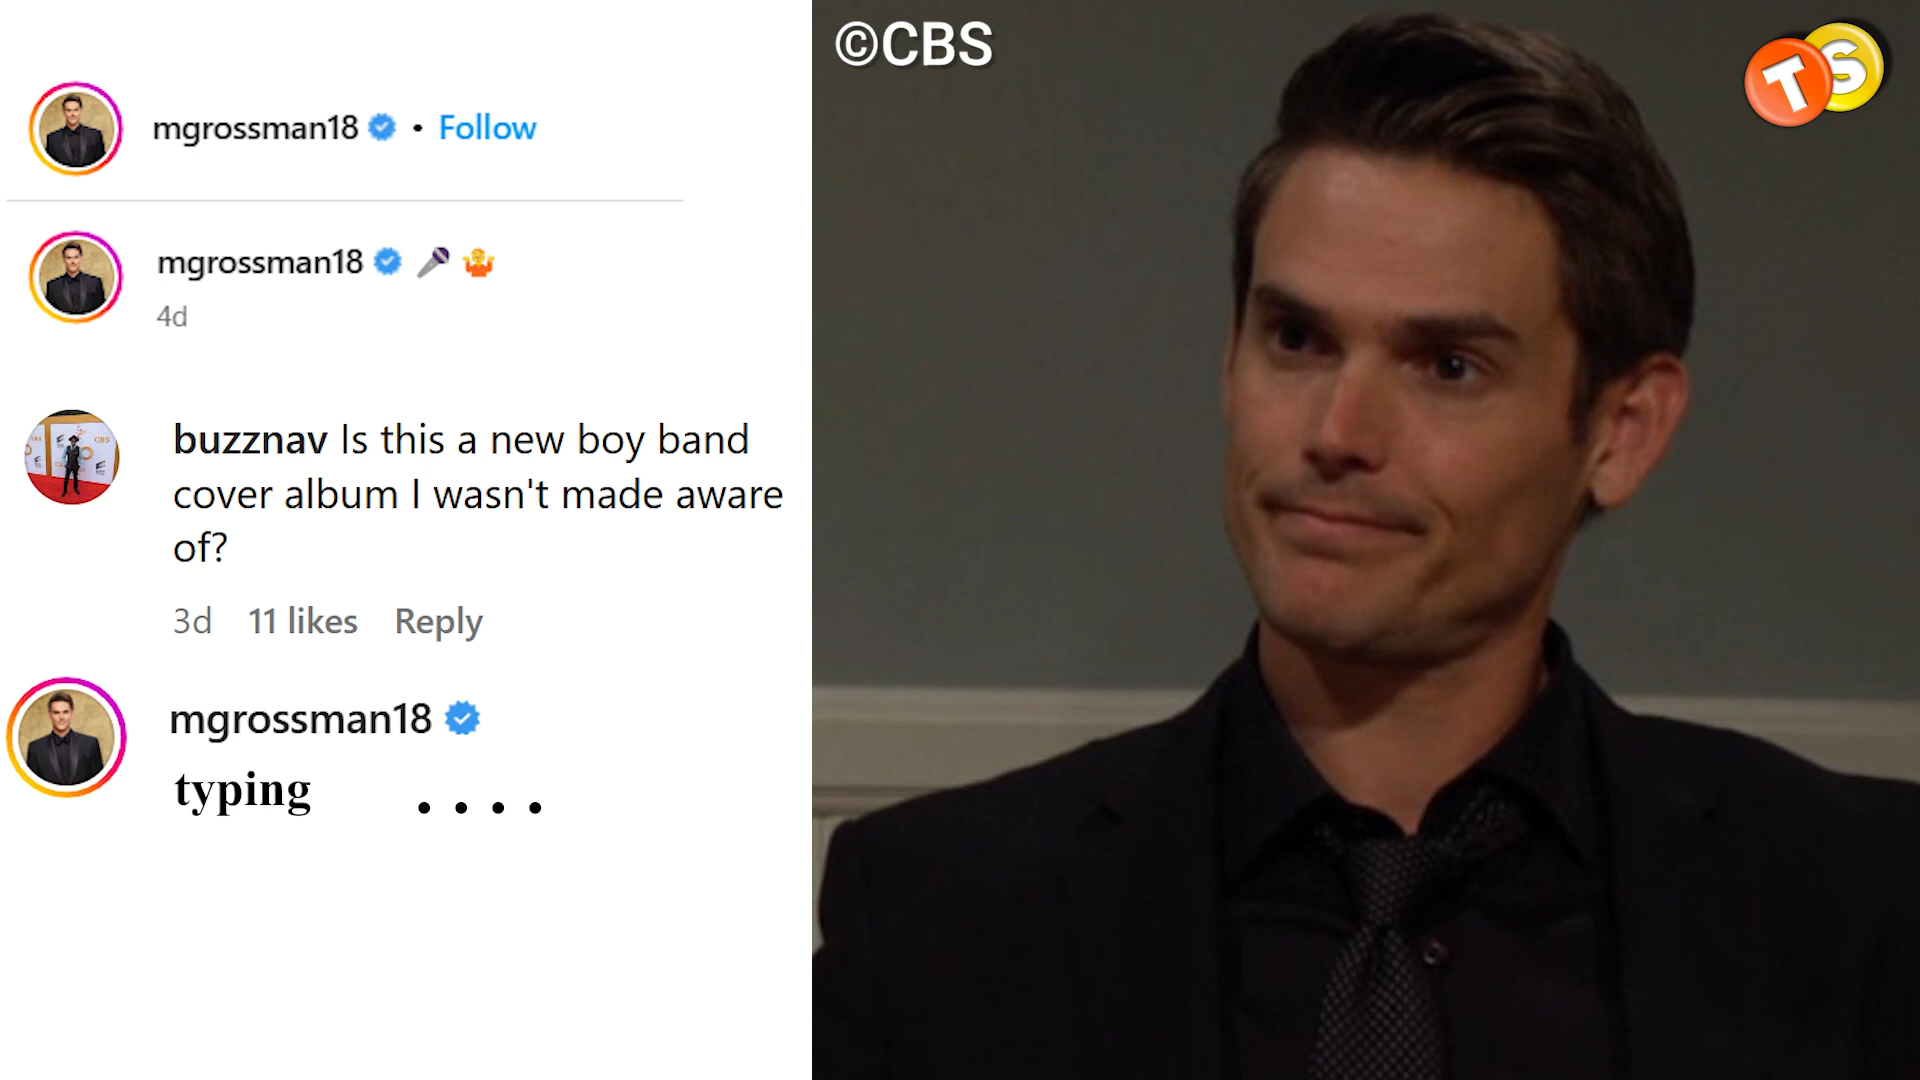 mgrossman18 • Follow
mgrossman18 🎤 🤷
4d
buzznav Is this a new boy band
cover album I wasn't made aware
of?
3d 11 likes Reply
mgrossman18
typing . . . .
©CBS
TS